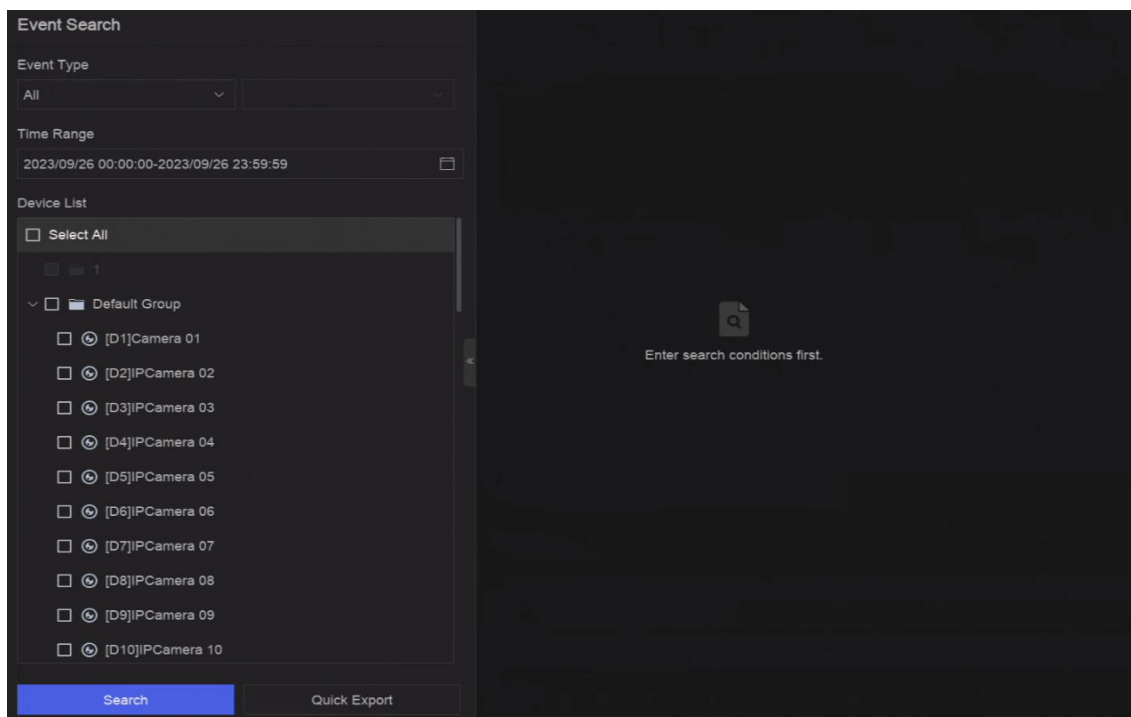 Event Search
Event Type
All
Time Range
2023/09/26 00:00:00-2023/09/26 23:59:59
Device List
Select All
1
Default Group
[D1]Camera 01
[D2]IPCamera 02
[D3]IPCamera 03
[D4]IPCamera 04
[D5]IPCamera 05
[D6]IPCamera 06
[D7]IPCamera 07
[D8]IPCamera 08
[D9]IPCamera 09
[D10]IPCamera 10
Search Quick Export
Enter search conditions first.